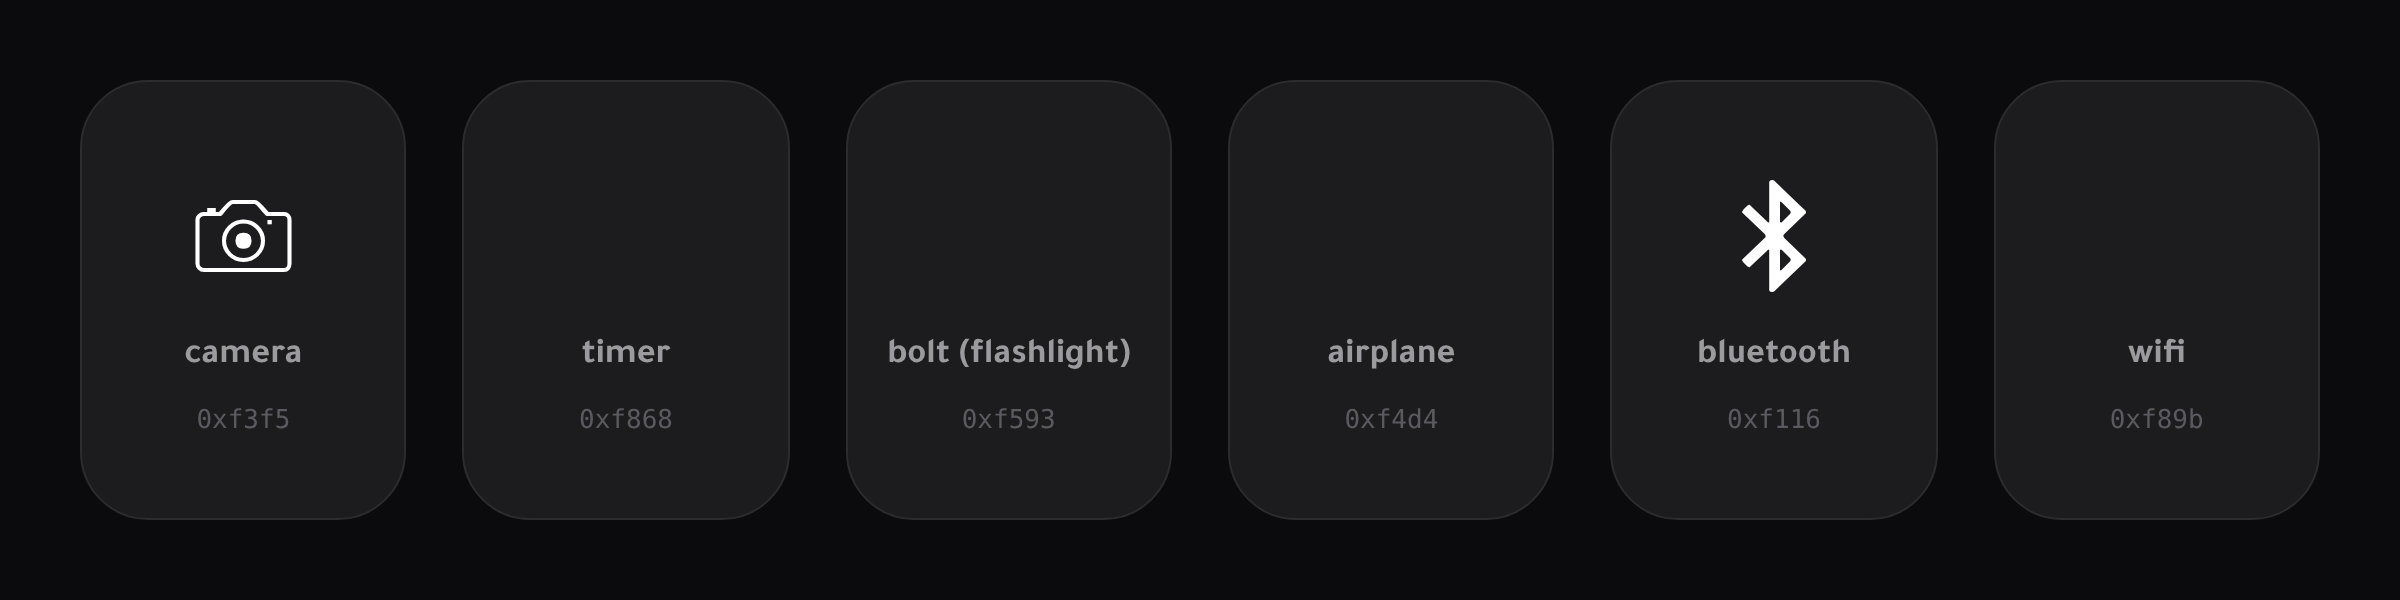 camera
timer
bolt (flashlight)
airplane
bluetooth
wifi
0xf3f5
0xf868
0xf593
0xf4d4
0xf116
0xf89b